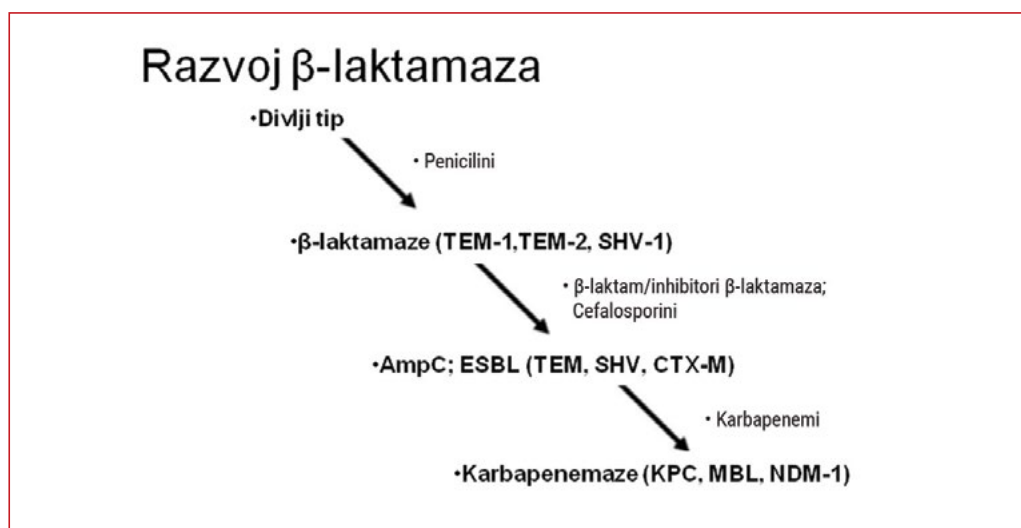 Razvoj β-laktamaza
•Divlji tip
• Penicilini
•β-laktamaze (TEM-1,TEM-2, SHV-1)
• β-laktam/inhibitori β-laktamaza;
Cefalosporini
•AmpC; ESBL (TEM, SHV, CTX-M)
• Karbapenemi
•Karbapenemaze (KPC, MBL, NDM-1)